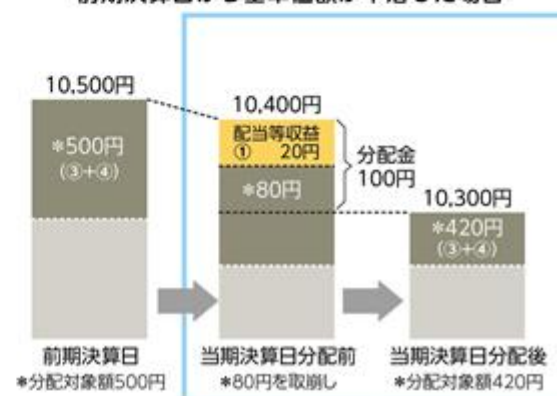 前期決算日から基準価額が下落した場合
10,500円
*500円
(③+④)
10,400円
配当等収益
① 20円
*80円
分配金
100円
10,300円
*420円
(③+④)
前期決算日
*分配対象額500円
当期決算日分配前
*80円を取崩し
当期決算日分配後
*分配対象額420円